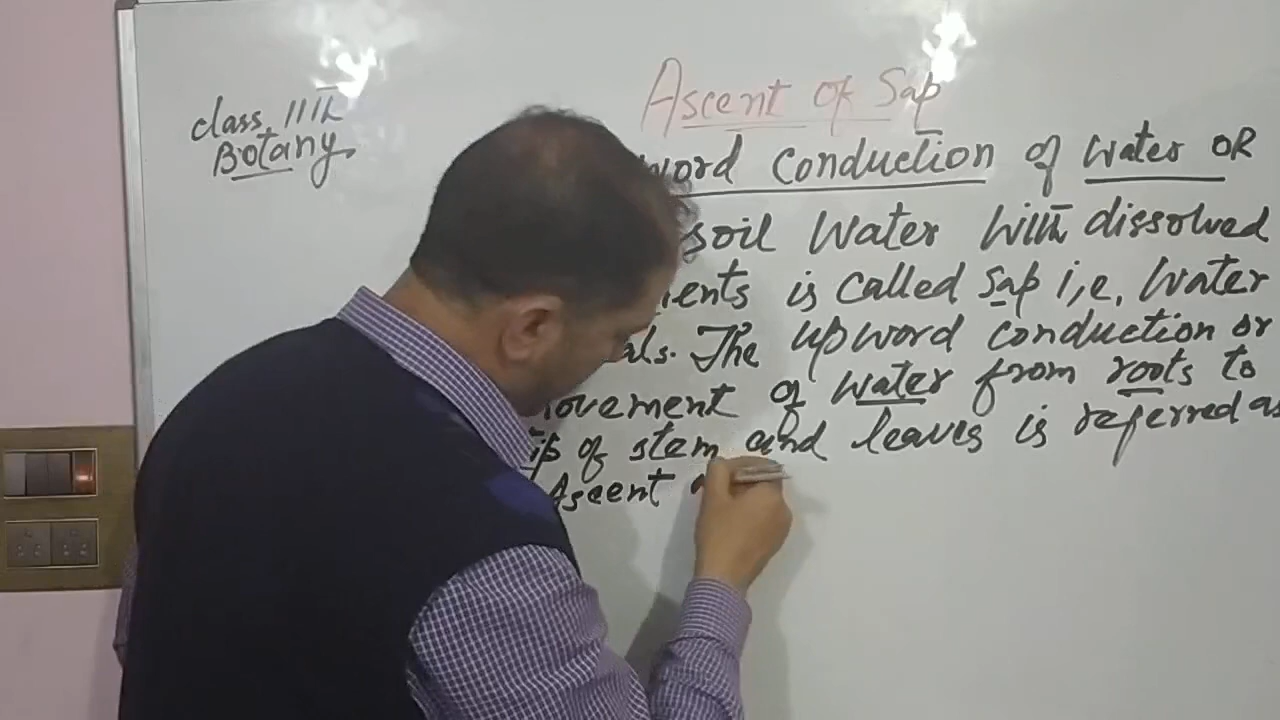 Ascent of Sap
class 11th
Botany
word conduction of water OR
soil water with dissolved
ients is called sap i,e, water
als. The upword conduction or
ovement of water from roots to
tip of stem and leaves is referred as
Ascent